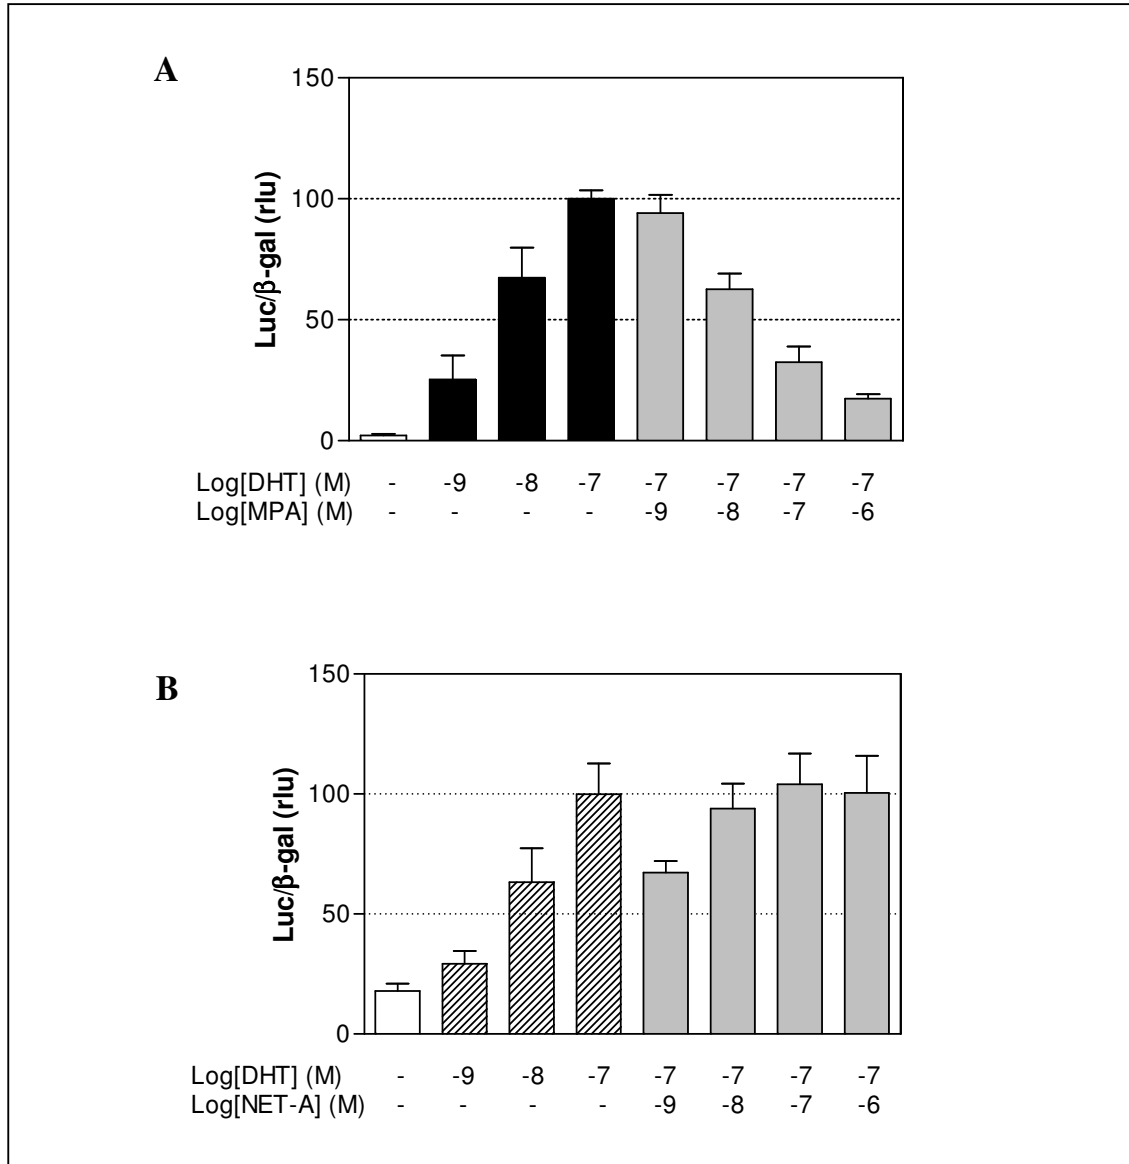 A
150
100
50
0
Luc/β-gal (rlu)
Log[DHT] (M) - -9 -8 -7 -7 -7 -7 -7
Log[MPA] (M) - - - - -9 -8 -7 -6
B
150
100
50
0
Luc/β-gal (rlu)
Log[DHT] (M) - -9 -8 -7 -7 -7 -7 -7
Log[NET-A] (M) - - - - -9 -8 -7 -6